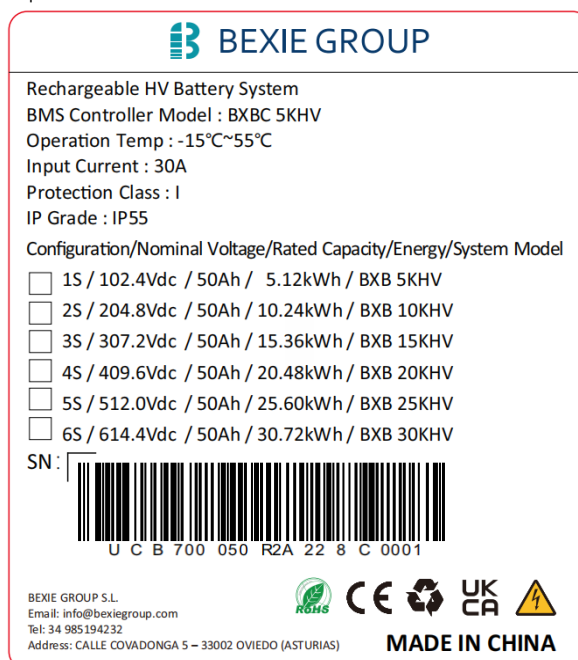 BEXIE GROUP
Rechargeable HV Battery System
BMS Controller Model : BXBC 5KHV
Operation Temp : -15℃~55℃
Input Current : 30A
Protection Class : I
IP Grade : IP55
Configuration/Nominal Voltage/Rated Capacity/Energy/System Model
1S / 102.4Vdc / 50Ah / 5.12kWh / BXB 5KHV
2S / 204.8Vdc / 50Ah / 10.24kWh / BXB 10KHV
3S / 307.2Vdc / 50Ah / 15.36kWh / BXB 15KHV
4S / 409.6Vdc / 50Ah / 20.48kWh / BXB 20KHV
5S / 512.0Vdc / 50Ah / 25.60kWh / BXB 25KHV
6S / 614.4Vdc / 50Ah / 30.72kWh / BXB 30KHV
SN:
U C B 700 050 R2A 22 8 C 0001
BEXIE GROUP S.L.
Email: info@bexiegroup.com
Tel: 34 985194232
Address: CALLE COVADONGA 5 – 33002 OVIEDO (ASTURIAS)
RoHS CE UK CA
MADE IN CHINA